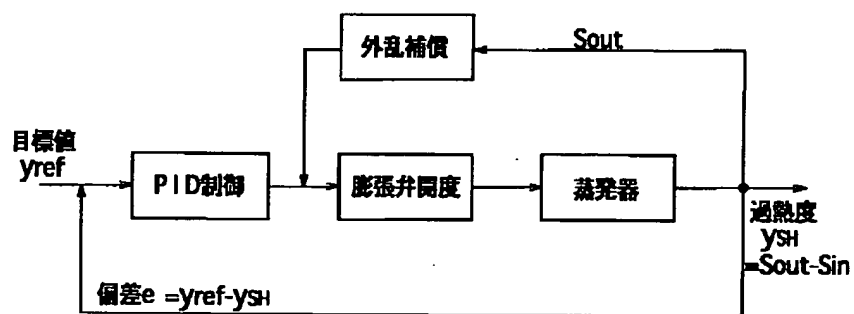 外乱補償
Sout
目標値
yref
PID制御
膨張弁開度
蒸発器
過熱度
ySH
=Sout-Sin
偏差e =yref-ySH